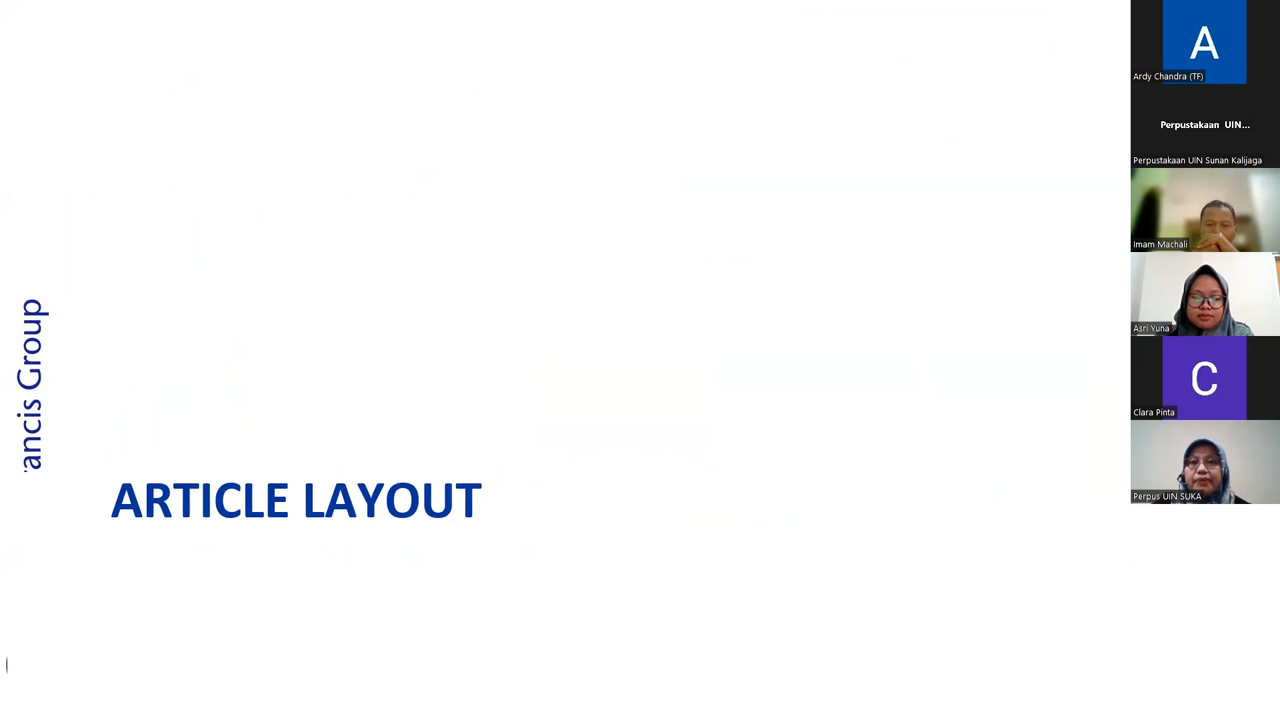 ancis Group
ARTICLE LAYOUT
A
Ardy Chandra (TF)
Perpustakaan UIN...
Perpustakaan UIN Sunan Kalijaga
Imam Machali
Asri Yuna
C
Clara Pinta
Perpus UIN SUKA